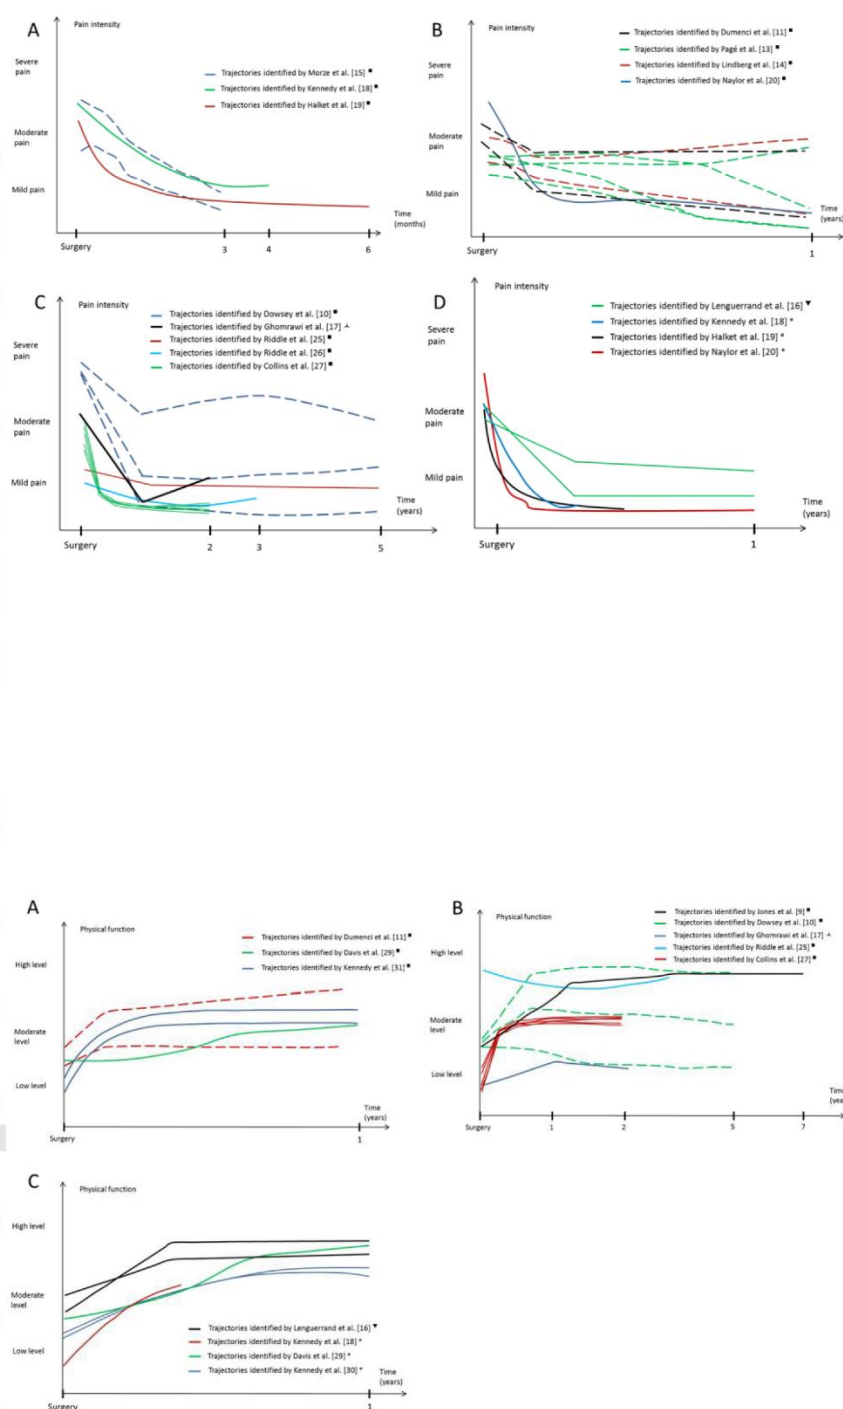 A
Pain intensity
Severe
pain
Moderate
pain
Mild pain
Trajectories identified by Morze et al. [15] ■
Trajectories identified by Kennedy et al. [18] ■
Trajectories identified by Halket et al. [19] ■
Time
(months)
Surgery
3
4
6
B
Pain intensity
Severe
pain
Moderate
pain
Mild pain
Trajectories identified by Dumenci et al. [11] ■
Trajectories identified by Pagé et al. [13] ■
Trajectories identified by Lindberg et al. [14] ■
Trajectories identified by Naylor et al. [20] ■
Time
(years)
Surgery
1
C
Pain intensity
Severe
pain
Moderate
pain
Mild pain
Trajectories identified by Dowsey et al. [10] ■
Trajectories identified by Ghomrawi et al. [17] ⅄
Trajectories identified by Riddle et al. [25] ■
Trajectories identified by Riddle et al. [26] ■
Trajectories identified by Collins et al. [27] ■
Time
(years)
Surgery
2
3
5
D
Pain intensity
Severe
pain
Moderate
pain
Mild pain
Trajectories identified by Lenguerrand et al. [16] ▼
Trajectories identified by Kennedy et al. [18] *
Trajectories identified by Halket et al. [19] *
Trajectories identified by Naylor et al. [20] *
Time
(years)
Surgery
1
A
Physical function
High level
Moderate
level
Low level
Trajectories identified by Dumenci et al. [11] ■
Trajectories identified by Davis et al. [29] ■
Trajectories identified by Kennedy et al. [31] ■
Time
(years)
Surgery
1
B
Physical function
High level
Moderate
level
Low level
Trajectories identified by Jones et al. [9] ■
Trajectories identified by Dowsey et al. [10] ■
Trajectories identified by Ghomrawi et al. [17] ⅄
Trajectories identified by Riddle et al. [25] ■
Trajectories identified by Collins et al. [27] ■
Time
(year
Surgery
1
2
5
7
C
Physical function
High level
Moderate
level
Low level
Trajectories identified by Lenguerrand et al. [16] ▼
Trajectories identified by Kennedy et al. [18] *
Trajectories identified by Davis et al. [29] *
Trajectories identified by Kennedy et al. [30] *
Time
(years)
Surgery
1